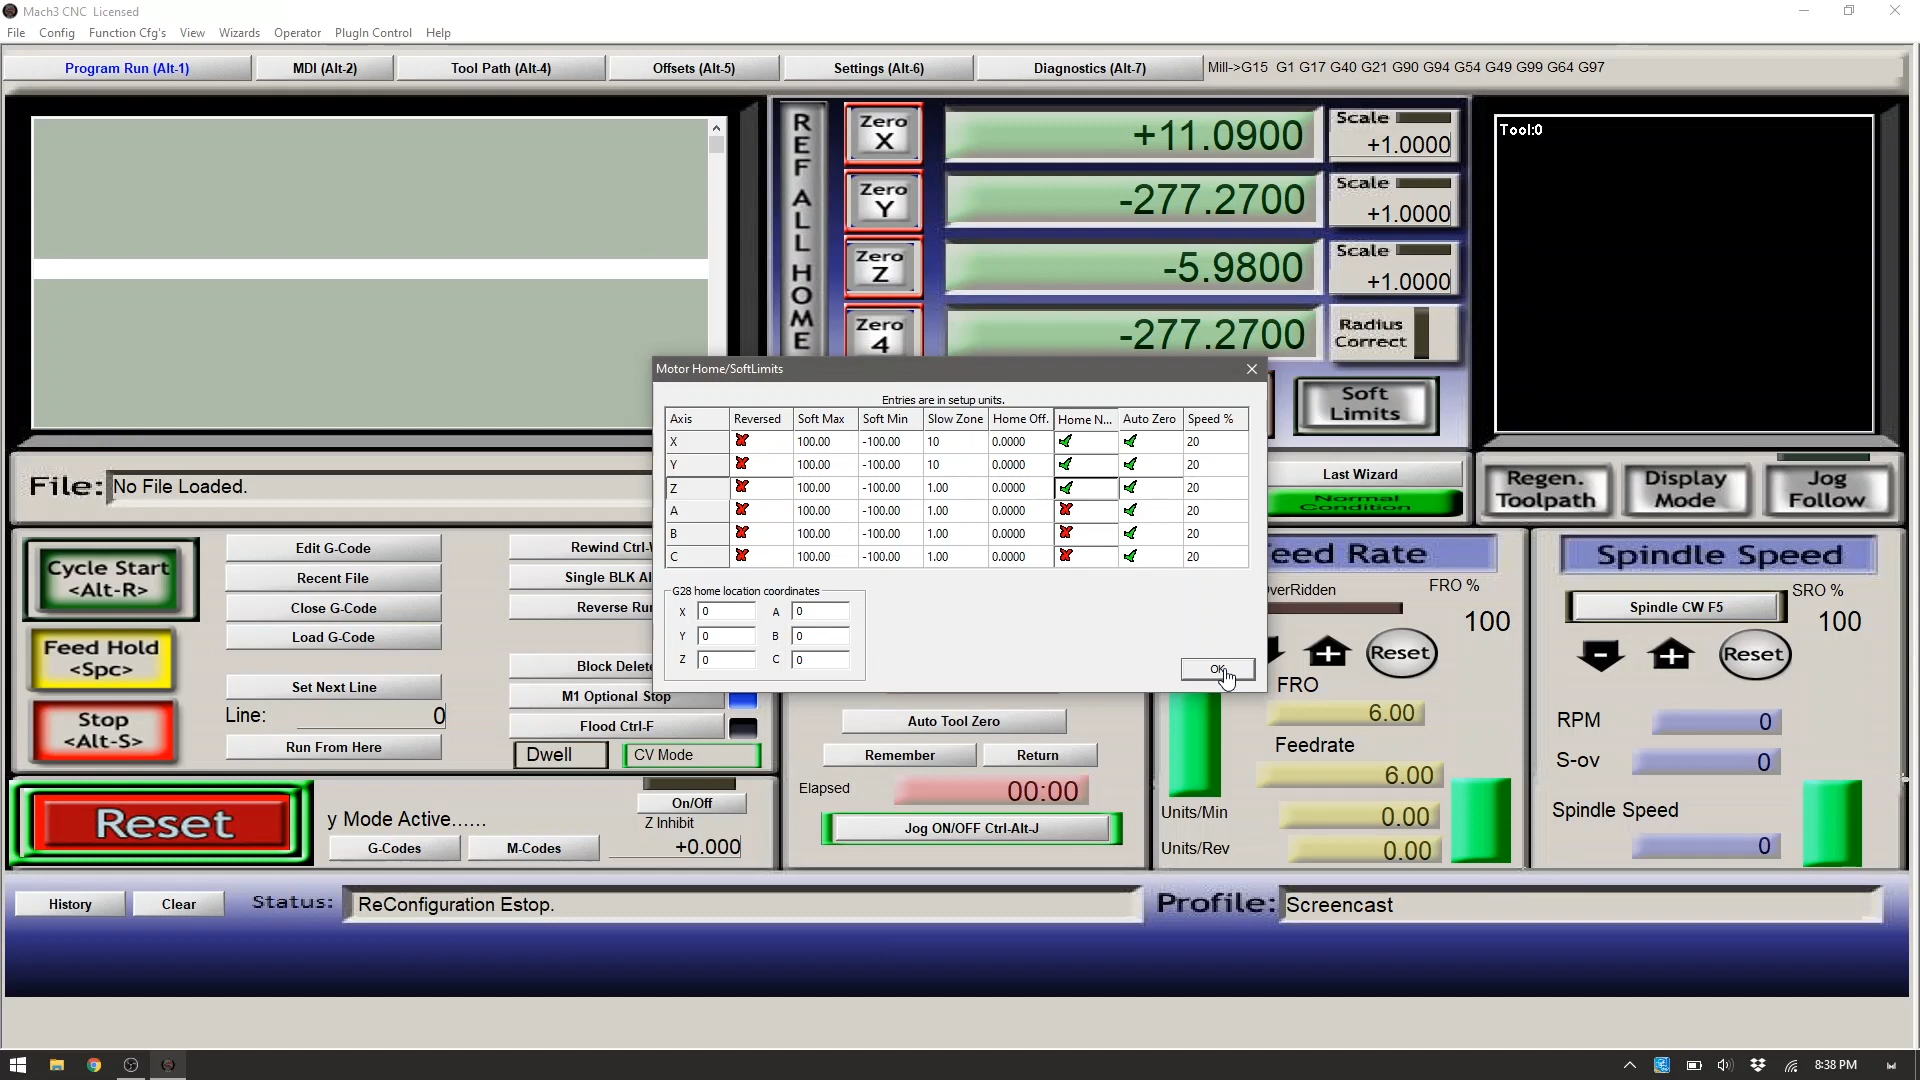 Mach3 CNC Licensed
File Config Function Cfg's View Wizards Operator PlugIn Control Help
Program Run (Alt-1) MDI (Alt-2) Tool Path (Alt-4) Offsets (Alt-5) Settings (Alt-6) Diagnostics (Alt-7) Mill->G15 G1 G17 G40 G21 G90 G94 G54 G49 G99 G64 G97
REF ALL HOME
Zero X +11.0900 Scale +1.0000
Zero Y -277.2700 Scale +1.0000
Zero Z -5.9800 Scale +1.0000
Zero 4 -277.2700 Radius Correct
Tool:0
Soft Limits
Motor Home/SoftLimits
Entries are in setup units.
Axis Reversed Soft Max Soft Min Slow Zone Home Off. Home N... Auto Zero Speed %
X 100.00 -100.00 10 0.0000 20
Y 100.00 -100.00 10 0.0000 20
Z 100.00 -100.00 1.00 0.0000 20
A 100.00 -100.00 1.00 0.0000 20
B 100.00 -100.00 1.00 0.0000 20
C 100.00 -100.00 1.00 0.0000 20
G28 home location coordinates
X 0 A 0
Y 0 B 0
Z 0 C 0
OK
File: No File Loaded.
Last Wizard
Normal Condition
Regen. Toolpath Display Mode Jog Follow
Cycle Start <Alt-R>
Feed Hold <Spc>
Stop <Alt-S>
Edit G-Code
Recent File
Close G-Code
Load G-Code
Set Next Line
Line: 0
Run From Here
Rewind Ctrl-W
Single BLK Al
Reverse Run
Block Delete
M1 Optional Stop
Flood Ctrl-F
Dwell CV Mode
Reset
y Mode Active......
G-Codes M-Codes
On/Off
Z Inhibit
+0.000
Auto Tool Zero
Remember Return
Elapsed 00:00
Jog ON/OFF Ctrl-Alt-J
eed Rate
verRidden FRO %
100
Reset
FRO
6.00
Feedrate
6.00
Units/Min 0.00
Units/Rev 0.00
Spindle Speed
Spindle CW F5 SRO %
100
Reset
RPM 0
S-ov 0
Spindle Speed
0
History Clear Status: ReConfiguration Estop. Profile: Screencast
8:38 PM